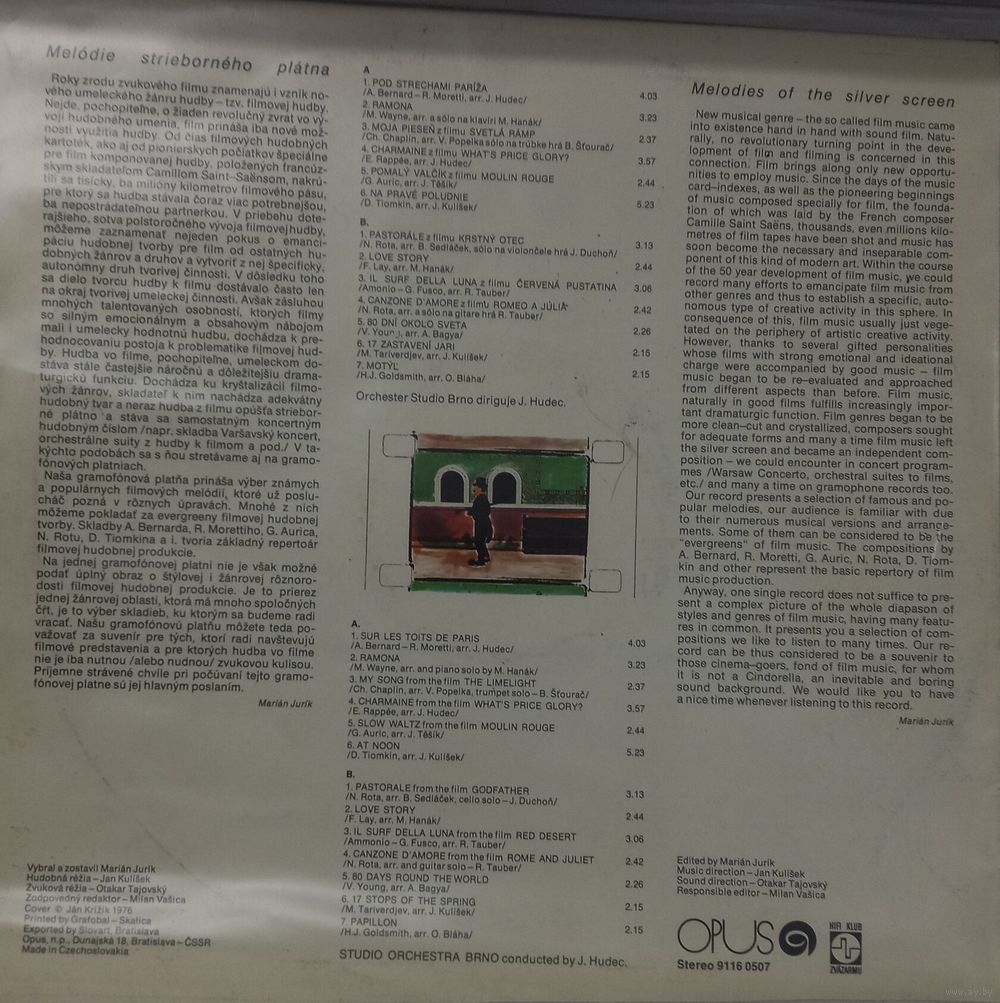 Melódie strieborného plátna
Roky zrodu zvukového filmu znamenajú i vznik no-
vého umeleckého žánru hudby – tzv. filmovej hudby.
Nejde, pochopiteľne, o žiaden revolučný zvrat vo vý-
voji hudobného umenia, film prináša iba nové mož-
nosti využitia hudby. Od čias filmových hudobných
kartoték, ako aj od pionierskych počiatkov špeciálne
pre film komponovanej hudby, položených francúz-
skym skladateľom Camillom Saint-Saënsom, nakrú-
tili sa tisícky, ba milióny kilometrov filmového pásu,
pre ktorý sa hudba stávala čoraz viac potrebnejšou,
ba nepostrádateľnou partnerkou. V priebehu dote-
rajšieho, sotva polstoročného vývoja filmovej hudby,
môžeme zaznamenať nejeden pokus o emanci-
páciu hudobnej tvorby pre film od ostatných hu-
dobných žánrov a druhov a vytvoriť z nej špecifický,
autonómny druh tvorivej činnosti. V dôsledku toho
sa dielo tvorcu hudby k filmu dostávalo často len
na okraj tvorivej umeleckej činnosti. Avšak zásluhou
mnohých talentovaných osobností, ktorých filmy
so silným emocionálnym a obsahovým nábojom
mali i umelecky hodnotnú hudbu, dochádza k pre-
hodnocovaniu postoja k problematike filmovej hud-
by. Hudba vo filme, pochopiteľne, umeleckom do-
stáva stále častejšie náročnú a dôležitejšiu drama-
turgickú funkciu. Dochádza ku kryštalizácii filmo-
vých žánrov, skladateľ k nim nachádza adekvátny
hudobný tvar a neraz hudba z filmu opúšťa striebor-
né plátno a stáva sa samostatným koncertným
hudobným číslom /napr. skladba Varšavský koncert,
orchestrálne suity z hudby k filmom a pod./ V ta-
kýchto podobách sa s ňou stretávame aj na gramo-
fónových platniach.
Naša gramofónová platňa prináša výber známych
a populárnych filmových melódií, ktoré už poslu-
cháč pozná v rôznych úpravách. Mnohé z nich
môžeme pokladať za evergreeny filmovej hudobnej
tvorby. Skladby A. Bernarda, R. Morettiho, G. Aurica,
N. Rotu, D. Tiomkina a i. tvoria základný repertoár
filmovej hudobnej produkcie.
Na jednej gramofónovej platni nie je však možné
podať úplný obraz o štýlovej i žánrovej rôznoro-
dosti filmovej hudobnej produkcie. Je to prierez
jednej žánrovej oblasti, ktorá má mnoho spoločných
čŕt, je to výber skladieb, ku ktorým sa budeme radi
vracať. Našu gramofónovú platňu môžete teda po-
važovať za suvenír pre tých, ktorí radi navštevujú
filmové predstavenia a pre ktorých hudba vo filme
nie je iba nutnou /alebo nudnou/ zvukovou kulisou.
Príjemne strávené chvíle pri počúvaní tejto gramo-
fónovej platne sú jej hlavným poslaním.
Marián Jurík
Vybral a zostavil Marián Jurík
Hudobná réžia – Jan Kulíšek
Zvuková réžia – Otakar Tajovský
Zodpovedný redaktor – Milan Vašica
Cover © Ján Krížik 1976
Printed by Grafobal – Skalica
Exported by Slovart, Bratislava
Opus, n.p., Dunajská 18, Bratislava – ČSSR
Made in Czechoslovakia
A
1. POD STRECHAMI PARÍŽA
/A. Bernard – R. Moretti, arr. J. Hudec/ 4.03
2. RAMONA
/M. Wayne, arr. a sólo na klavíri M. Hanák/ 3.23
3. MOJA PIESEŇ z filmu SVETLÁ RÁMP
/Ch. Chaplin, arr. V. Popelka sólo na trúbke hrá B. Šťourač/ 2.37
4. CHARMAINE z filmu WHAT'S PRICE GLORY?
/E. Rappée, arr. J. Hudec/ 3.57
5. POMALÝ VALČÍK z filmu MOULIN ROUGE
/G. Auric, arr. J. Těšík/ 2.44
6. NA PRAVÉ POLUDNIE
/D. Tiomkin, arr. J. Kulíšek/ 5.23
B.
1. PASTORÁLE z filmu KRSTNÝ OTEC
/N. Rota, arr. B. Sedláček, sólo na violončele hrá J. Duchoň/ 3.13
2. LOVE STORY
/F. Lay, arr. M. Hanák/ 2.44
3. IL SURF DELLA LUNA z filmu ČERVENÁ PUSTATINA
/Amonio – G. Fusco, arr. R. Tauber/ 3.06
4. CANZONE D'AMORE z filmu ROMEO A JÚLIA
/N. Rota, arr. a sólo na gitare hrá R. Tauber/ 2.42
5. 80 DNÍ OKOLO SVETA
/V. Young, arr. A. Bagya/ 2.26
6. 17 ZASTAVENÍ JARI
/M. Tariverdjev, arr. J. Kulíšek/ 2.15
7. MOTÝĽ
/H.J. Goldsmith, arr. O. Bláha/ 2.15
Orchester Studio Brno diriguje J. Hudec.
A.
1. SUR LES TOITS DE PARIS
/A. Bernard – R. Moretti, arr. J. Hudec/ 4.03
2. RAMONA
/M. Wayne, arr. and piano solo by M. Hanák/ 3.23
3. MY SONG from the film THE LIMELIGHT
/Ch. Chaplin, arr. V. Popelka, trumpet solo – B. Šťourač/ 2.37
4. CHARMAINE from the film WHAT'S PRICE GLORY?
/E. Rappée, arr. J. Hudec/ 3.57
5. SLOW WALTZ from the film MOULIN ROUGE
/G. Auric, arr. J. Těšík/ 2.44
6. AT NOON
/D. Tiomkin, arr. J. Kulíšek/ 5.23
B.
1. PASTORALE from the film GODFATHER
/N. Rota, arr. B. Sedláček, cello solo – J. Duchoň/ 3.13
2. LOVE STORY
/F. Lay, arr. M. Hanák/ 2.44
3. IL SURF DELLA LUNA from the film RED DESERT
/Ammonio – G. Fusco, arr. R. Tauber/ 3.06
4. CANZONE D'AMORE from the film ROME AND JULIET
/N. Rota, arr. and guitar solo – R. Tauber/ 2.42
5. 80 DAYS ROUND THE WORLD
/V. Young, arr. A. Bagya/ 2.26
6. 17 STOPS OF THE SPRING
/M. Tariverdjev, arr. J. Kulíšek/ 2.15
7. PAPILLON
/H.J. Goldsmith, arr. O. Bláha/ 2.15
STUDIO ORCHESTRA BRNO conducted by J. Hudec.
Melodies of the silver screen
New musical genre – the so called film music came
into existence hand in hand with sound film. Natu-
rally, no revolutionary turning point in the deve-
lopment of film and filming is concerned in this
connection. Film brings along only new opportu-
nities to employ music. Since the days of the music
card–indexes, as well as the pioneering beginnings
of music composed specially for film, the founda-
tion of which was laid by the French composer
Camille Saint Saëns, thousands, even millions kilo-
metres of film tapes have been shot and music has
soon become the necessary and inseparable com-
ponent of this kind of modern art. Within the course
of the 50 year development of film music, we could
record many efforts to emancipate film music from
other genres and thus to establish a specific, auto-
nomous type of creative activity in this sphere. In
consequence of this, film music usually just vege-
tated on the periphery of artistic creative activity.
However, thanks to several gifted personalities
whose films with strong emotional and ideational
charge were accompanied by good music – film
music began to be re–evaluated and approached
from different aspects than before. Film music,
naturally in good films fulfills increasingly impor-
tant dramaturgic function. Film genres began to be
more clean–cut and crystallized, composers sought
for adequate forms and many a time film music left
the silver screen and became an independent com-
position – we could encounter in concert program-
mes /Warsaw Concerto, orchestral suites to films,
etc./ and many a time on gramophone records too.
Our record presents a selection of famous and po-
pular melodies, our audience is familiar with due
to their numerous musical versions and arrange-
ments. Some of them can be considered to be the
"evergreens" of film music. The compositions by
A. Bernard, R. Moretti, G. Auric, N. Rota, D. Tiom-
kin and other represent the basic repertory of film
music production.
Anyway, one single record does not suffice to pre-
sent a complex picture of the whole diapason of
styles and genres of film music, having many featu-
res in common. It presents you a selection of com-
positions we like to listen to many times. Our re-
cord can be thus considered to be a souvenir to
those cinema–goers, fond of film music, for whom
it is not a Cindorella, an inevitable and boring
sound background. We would like you to have
a nice time whenever listening to this record.
Marián Jurík
Edited by Marián Jurík
Music direction – Jan Kulíšek
Sound direction – Otakar Tajovský
Responsible editor – Milan Vašica
OPUS
Stereo 9116 0507
HIFI KLUB
ZVÄZARMU
www.ay.by